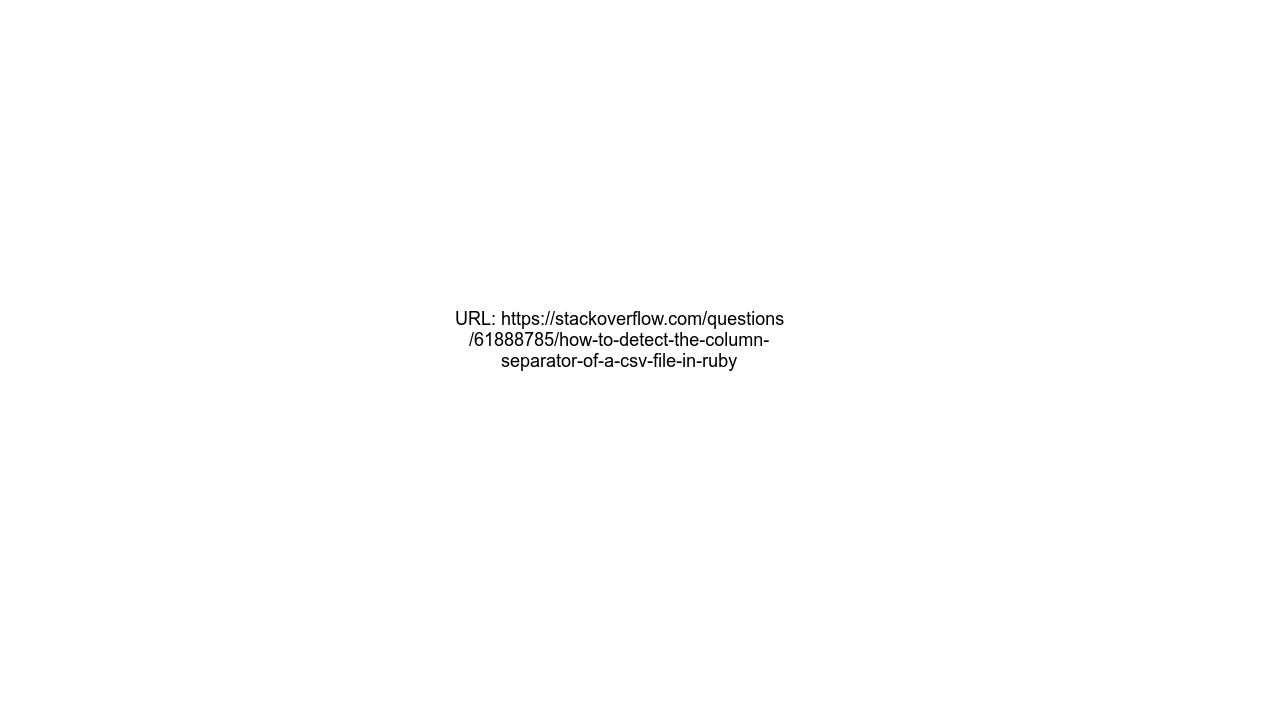 URL: https://stackoverflow.com/questions
/61888785/how-to-detect-the-column-
separator-of-a-csv-file-in-ruby